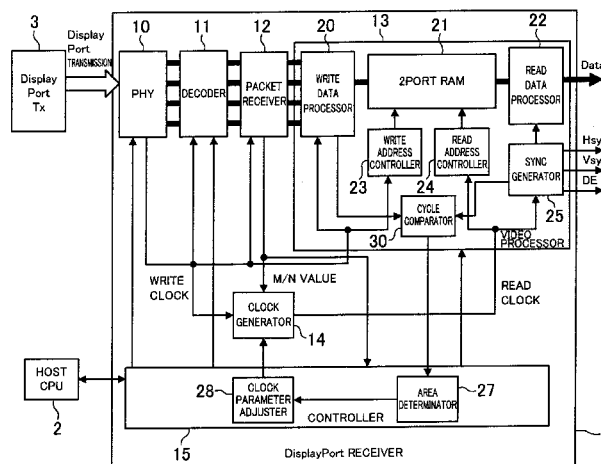 3
Display
Port
TRANSMISSION
Display
Port
Tx
10
PHY
11
DECODER
12
PACKET
RECEIVER
20
WRITE
DATA
PROCESSOR
13
21
2PORT RAM
22
READ
DATA
PROCESSOR
Data
WRITE
ADDRESS
CONTROLLER
23
READ
ADDRESS
CONTROLLER
24
SYNC
GENERATOR
25
Hsy
Vsy
DE
CYCLE
COMPARATOR
30
VIDEO
PROCESSOR
WRITE
CLOCK
M/N VALUE
READ
CLOCK
CLOCK
GENERATOR
14
HOST
CPU
2
28
CLOCK
PARAMETER
ADJUSTER
AREA
DETERMINATOR
27
CONTROLLER
15
DisplayPort RECEIVER